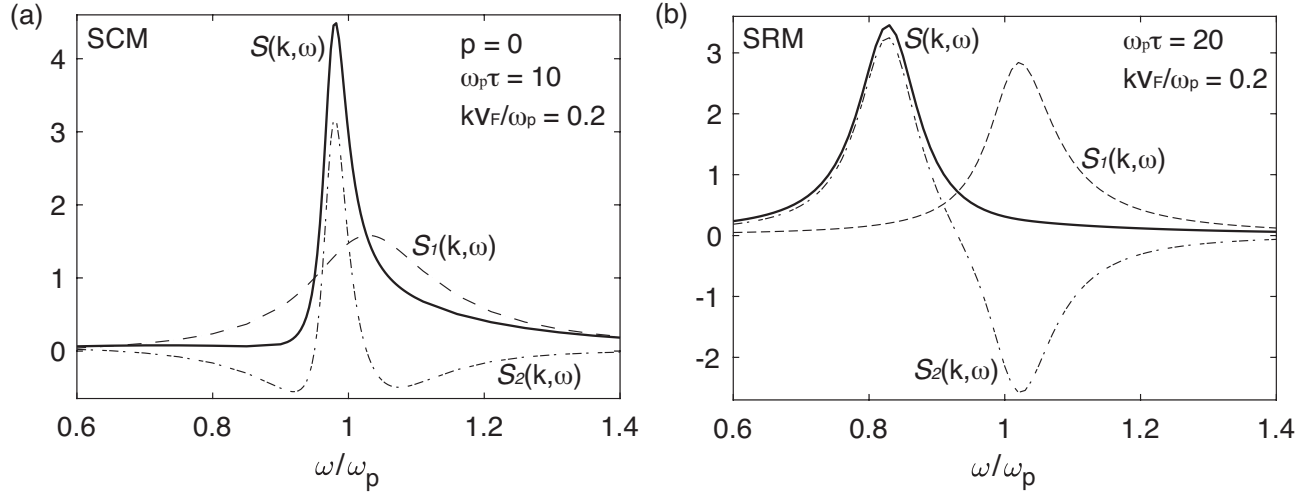 (a)
SCM
S(k,ω)
p = 0
ωpτ = 10
kvF/ωp = 0.2
S1(k,ω)
S2(k,ω)
4
3
2
1
0
0.6 0.8 1 1.2 1.4
ω/ωp
(b)
SRM
S(k,ω)
ωpτ = 20
kvF/ωp = 0.2
S1(k,ω)
S2(k,ω)
3
2
1
0
-1
-2
0.6 0.8 1 1.2 1.4
ω/ωp